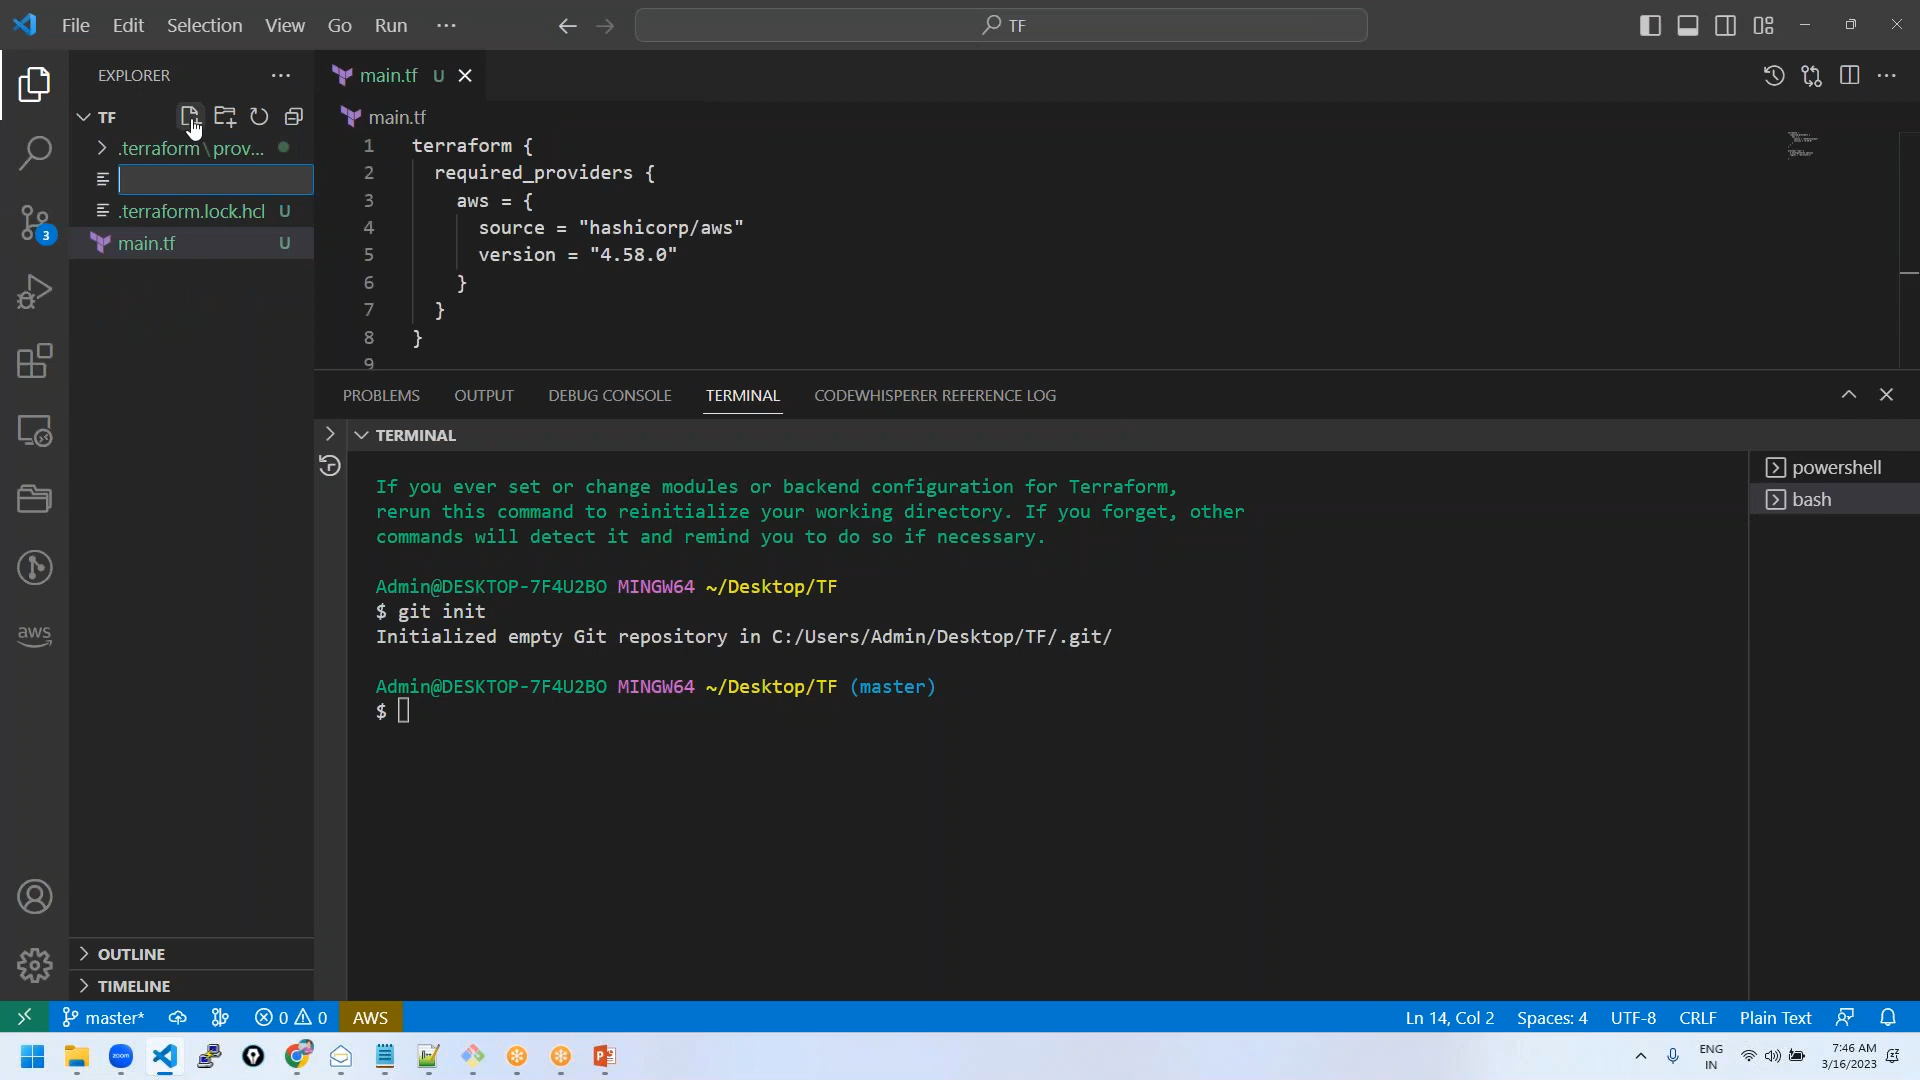 File Edit Selection View Go Run ···
TF
EXPLORER ···
main.tf U
TF
main.tf
.terraform\prov...
.terraform.lock.hcl U
main.tf U
1 terraform {
2 required_providers {
3 aws = {
4 source = "hashicorp/aws"
5 version = "4.58.0"
6 }
7 }
8 }
9
3
aws
PROBLEMS OUTPUT DEBUG CONSOLE TERMINAL CODEWHISPERER REFERENCE LOG
TERMINAL
powershell
bash
If you ever set or change modules or backend configuration for Terraform,
rerun this command to reinitialize your working directory. If you forget, other
commands will detect it and remind you to do so if necessary.
Admin@DESKTOP-7F4U2BO MINGW64 ~/Desktop/TF
$ git init
Initialized empty Git repository in C:/Users/Admin/Desktop/TF/.git/
Admin@DESKTOP-7F4U2BO MINGW64 ~/Desktop/TF (master)
$
OUTLINE
TIMELINE
master* 0 0 AWS Ln 14, Col 2 Spaces: 4 UTF-8 CRLF Plain Text
zoom
ENG
IN
7:46 AM
3/16/2023